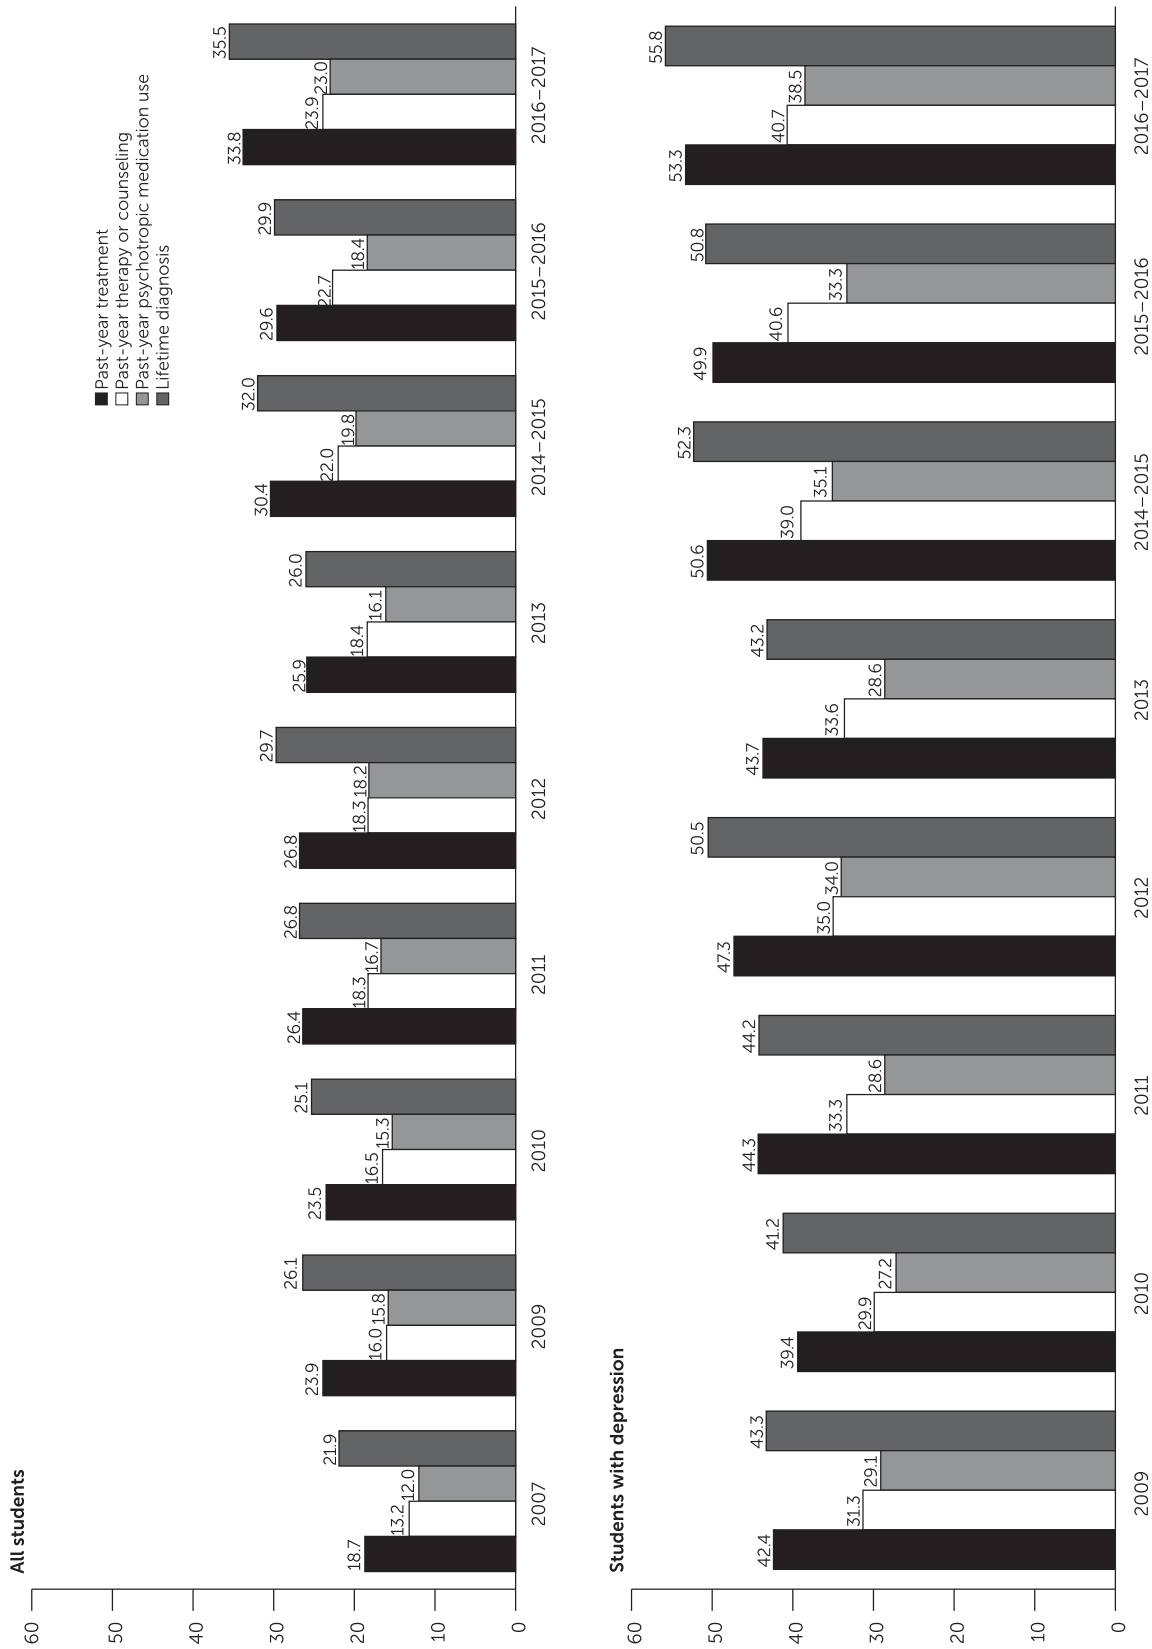 All students
Past-year treatment
Past-year therapy or counseling
Past-year psychotropic medication use
Lifetime diagnosis
60
50
40
30
20
10
0
18.7 13.2 12.0 21.9
23.9 16.0 15.8 26.1
23.5 16.5 15.3 25.1
26.4 18.3 16.7 26.8
26.8 18.3 18.2 29.7
25.9 18.4 16.1 26.0
30.4 22.0 19.8 32.0
29.6 22.7 18.4 29.9
33.8 23.9 23.0 35.5
2007 2009 2010 2011 2012 2013 2014–2015 2015–2016 2016–2017
Students with depression
60
50
40
30
20
10
0
42.4 31.3 29.1 43.3
39.4 29.9 27.2 41.2
44.3 33.3 28.6 44.2
47.3 35.0 34.0 50.5
43.7 33.6 28.6 43.2
50.6 39.0 35.1 52.3
49.9 40.6 33.3 50.8
53.3 40.7 38.5 55.8
2009 2010 2011 2012 2013 2014–2015 2015–2016 2016–2017